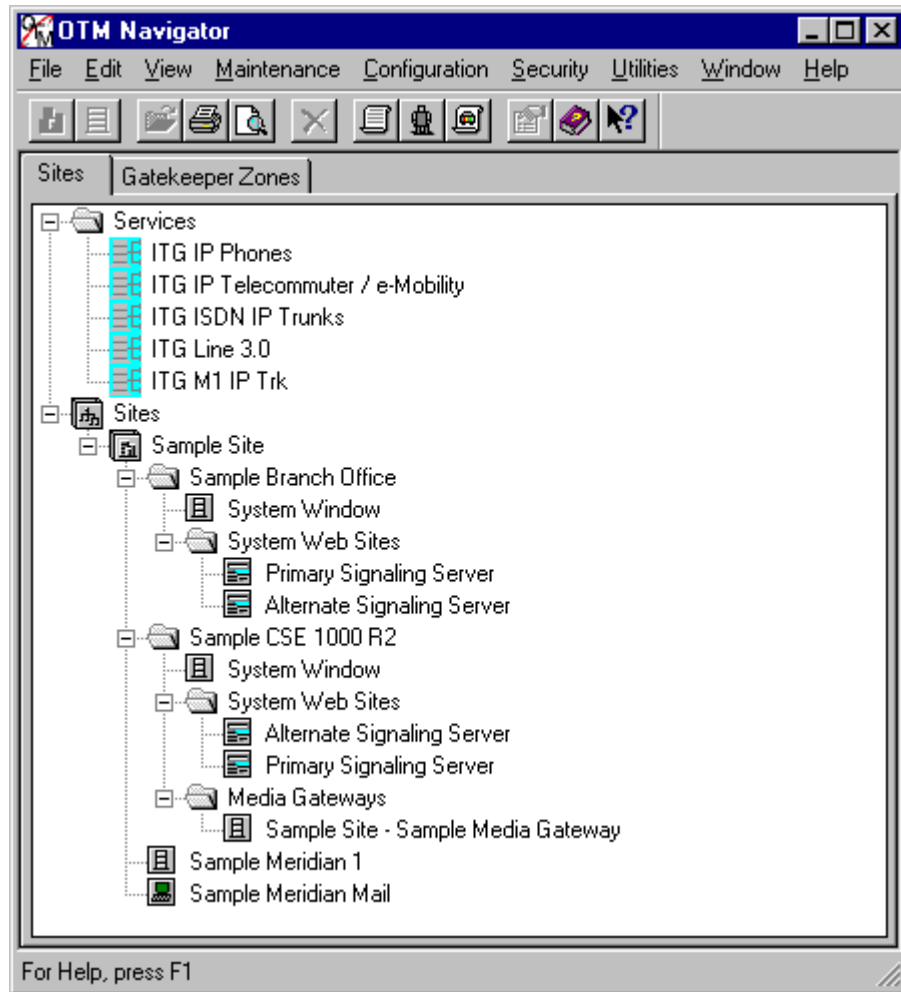 OTM Navigator
File Edit View Maintenance Configuration Security Utilities Window Help
Sites Gatekeeper Zones
Services
ITG IP Phones
ITG IP Telecommuter / e-Mobility
ITG ISDN IP Trunks
ITG Line 3.0
ITG M1 IP Trk
Sites
Sample Site
Sample Branch Office
System Window
System Web Sites
Primary Signaling Server
Alternate Signaling Server
Sample CSE 1000 R2
System Window
System Web Sites
Alternate Signaling Server
Primary Signaling Server
Media Gateways
Sample Site - Sample Media Gateway
Sample Meridian 1
Sample Meridian Mail
For Help, press F1